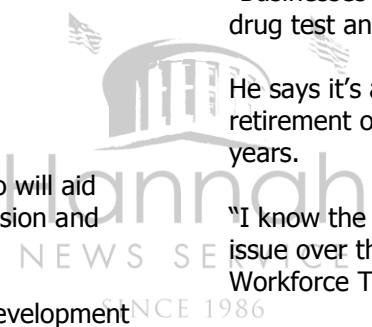 "Businesses
drug test an
He says it's a
retirement o
years.
"I know the
issue over th
Workforce T
o will aid
sion and
evelopment
Hannah
NEWS SERVICE
SINCE 1986